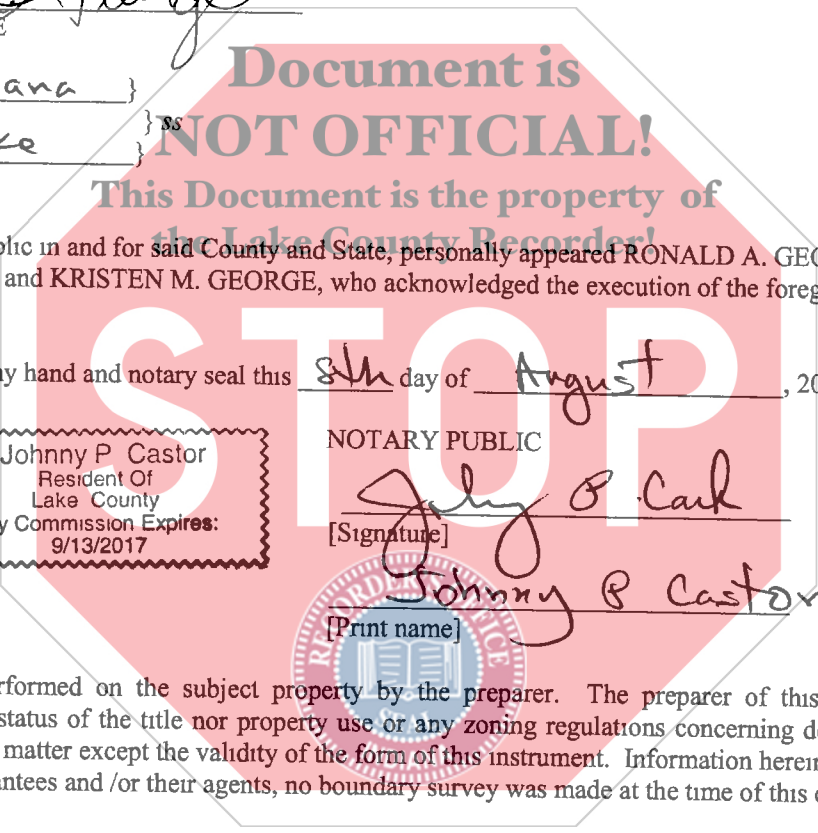 E
ana }
} ss
ke }
Document is
NOT OFFICIAL!
This Document is the property of
the Lake County Recorder!
blic in and for said County and State, personally appeared RONALD A. GEO
and KRISTEN M. GEORGE, who acknowledged the execution of the foreg
STOP
y hand and notary seal this 8th day of August, 20
NOTARY PUBLIC
Johnny P Castor
Resident Of
Lake County
y Commission Expires:
9/13/2017
[Signature]
Johnny P Castor
[Print name]
RECORDER'S OFFICE
SEAL
rformed on the subject property by the preparer. The preparer of this
status of the title nor property use or any zoning regulations concerning de
matter except the validity of the form of this instrument. Information herein
antees and /or their agents, no boundary survey was made at the time of this